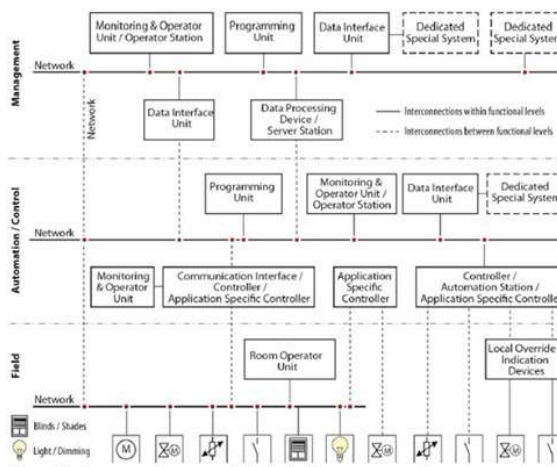 Management
Monitoring & Operator
Unit / Operator Station
Programming
Unit
Data Interface
Unit
Dedicated
Special System
Dedicated
Special System
Network
Network
Data Interface
Unit
Data Processing
Device /
Server Station
Interconnections within functional levels
Interconnections between functional levels
Automation / Control
Programming
Unit
Monitoring &
Operator Unit /
Operator Station
Data Interface
Unit
Dedicated
Special System
Network
Monitoring
& Operator
Unit
Communication Interface /
Controller /
Application Specific Controller
Application
Specific
Controller
Controller /
Automation Station /
Application Specific Controller
Field
Room Operator
Unit
Local Override
Indication
Devices
Network
Blinds / Shades
Light / Dimming
M
M
M
M